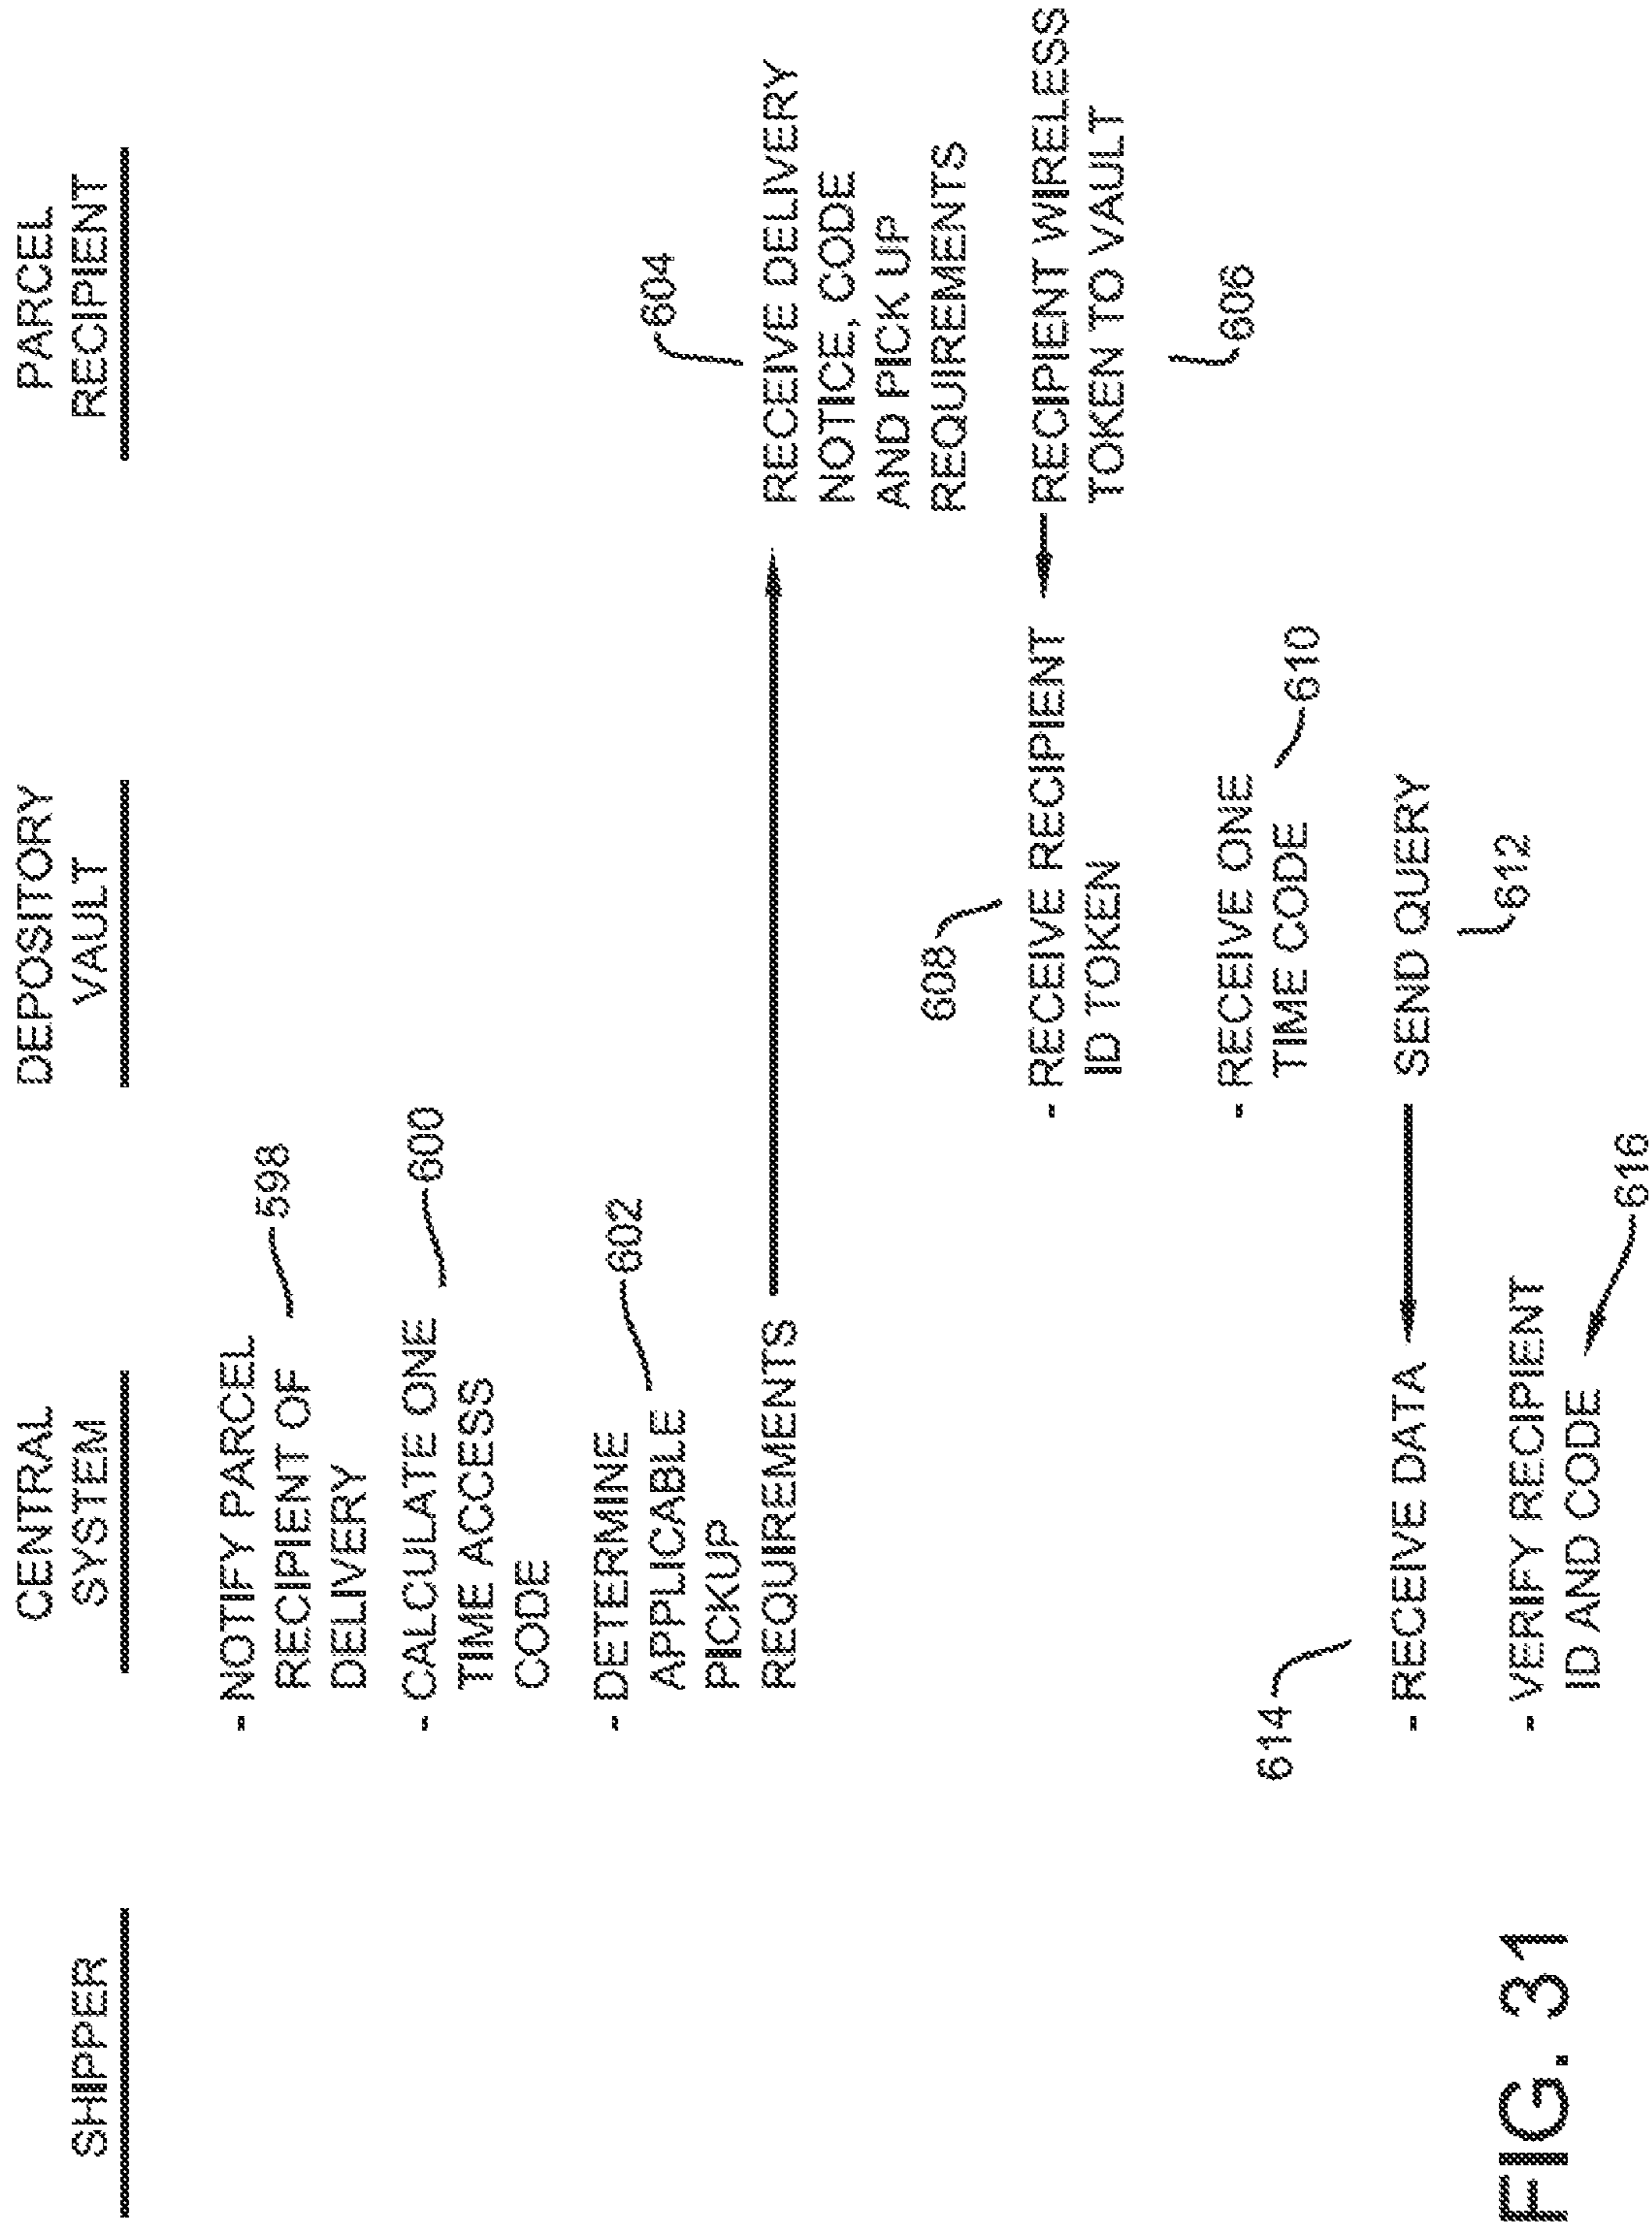 SHIPPER
CENTRAL
SYSTEM
DEPOSITORY
VAULT
PARCEL
RECIPIENT
- NOTIFY PARCEL
RECIPIENT OF
DELIVERY
598
- CALCULATE ONE
TIME ACCESS
CODE
600
- DETERMINE
APPLICABLE
PICKUP
REQUIREMENTS
602
604
RECEIVE DELIVERY
NOTICE, CODE
AND PICK UP
REQUIREMENTS
RECIPIENT WIRELESS
TOKEN TO VAULT
606
608
- RECEIVE RECIPIENT
ID TOKEN
- RECEIVE ONE
TIME CODE
610
SEND QUERY
612
614
- RECEIVE DATA
- VERIFY RECIPIENT
ID AND CODE
616
FIG. 31